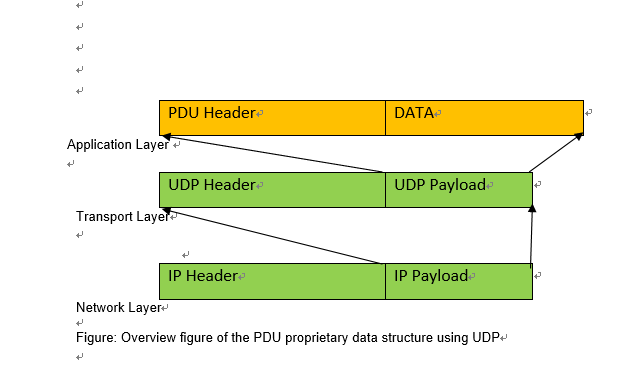 PDU Header DATA
Application Layer
UDP Header UDP Payload
Transport Layer
IP Header IP Payload
Network Layer
Figure: Overview figure of the PDU proprietary data structure using UDP